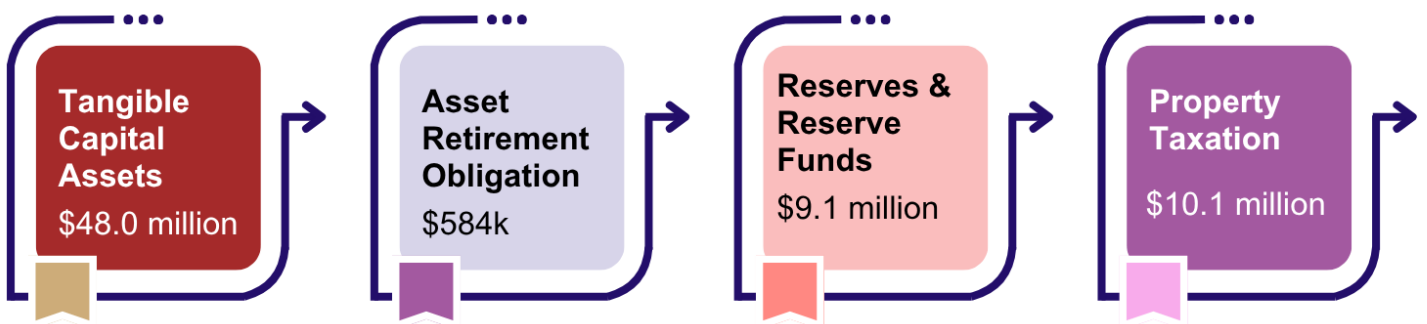 Tangible
Capital
Assets
$48.0 million
Asset
Retirement
Obligation
$584k
Reserves &
Reserve
Funds
$9.1 million
Property
Taxation
$10.1 million